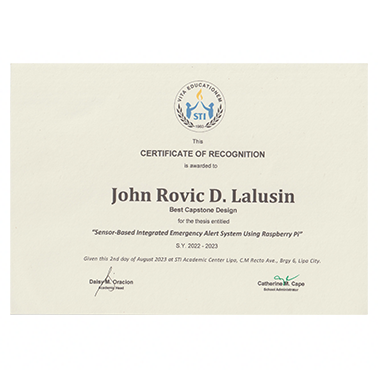 VITA EDUCATIONEM
STI
1983
This
CERTIFICATE OF RECOGNITION
is awarded to
John Rovic D. Lalusin
Best Capstone Design
for the thesis entitled
"Sensor-Based Integrated Emergency Alert System Using Raspberry Pi"
S.Y. 2022 - 2023
Given this 2nd day of August 2023 at STI Academic Center Lipa, C.M Recto Ave., Brgy 6, Lipa City.
Daisy M. Oracion
Academic Head
Catherine M. Cape
School Administrator